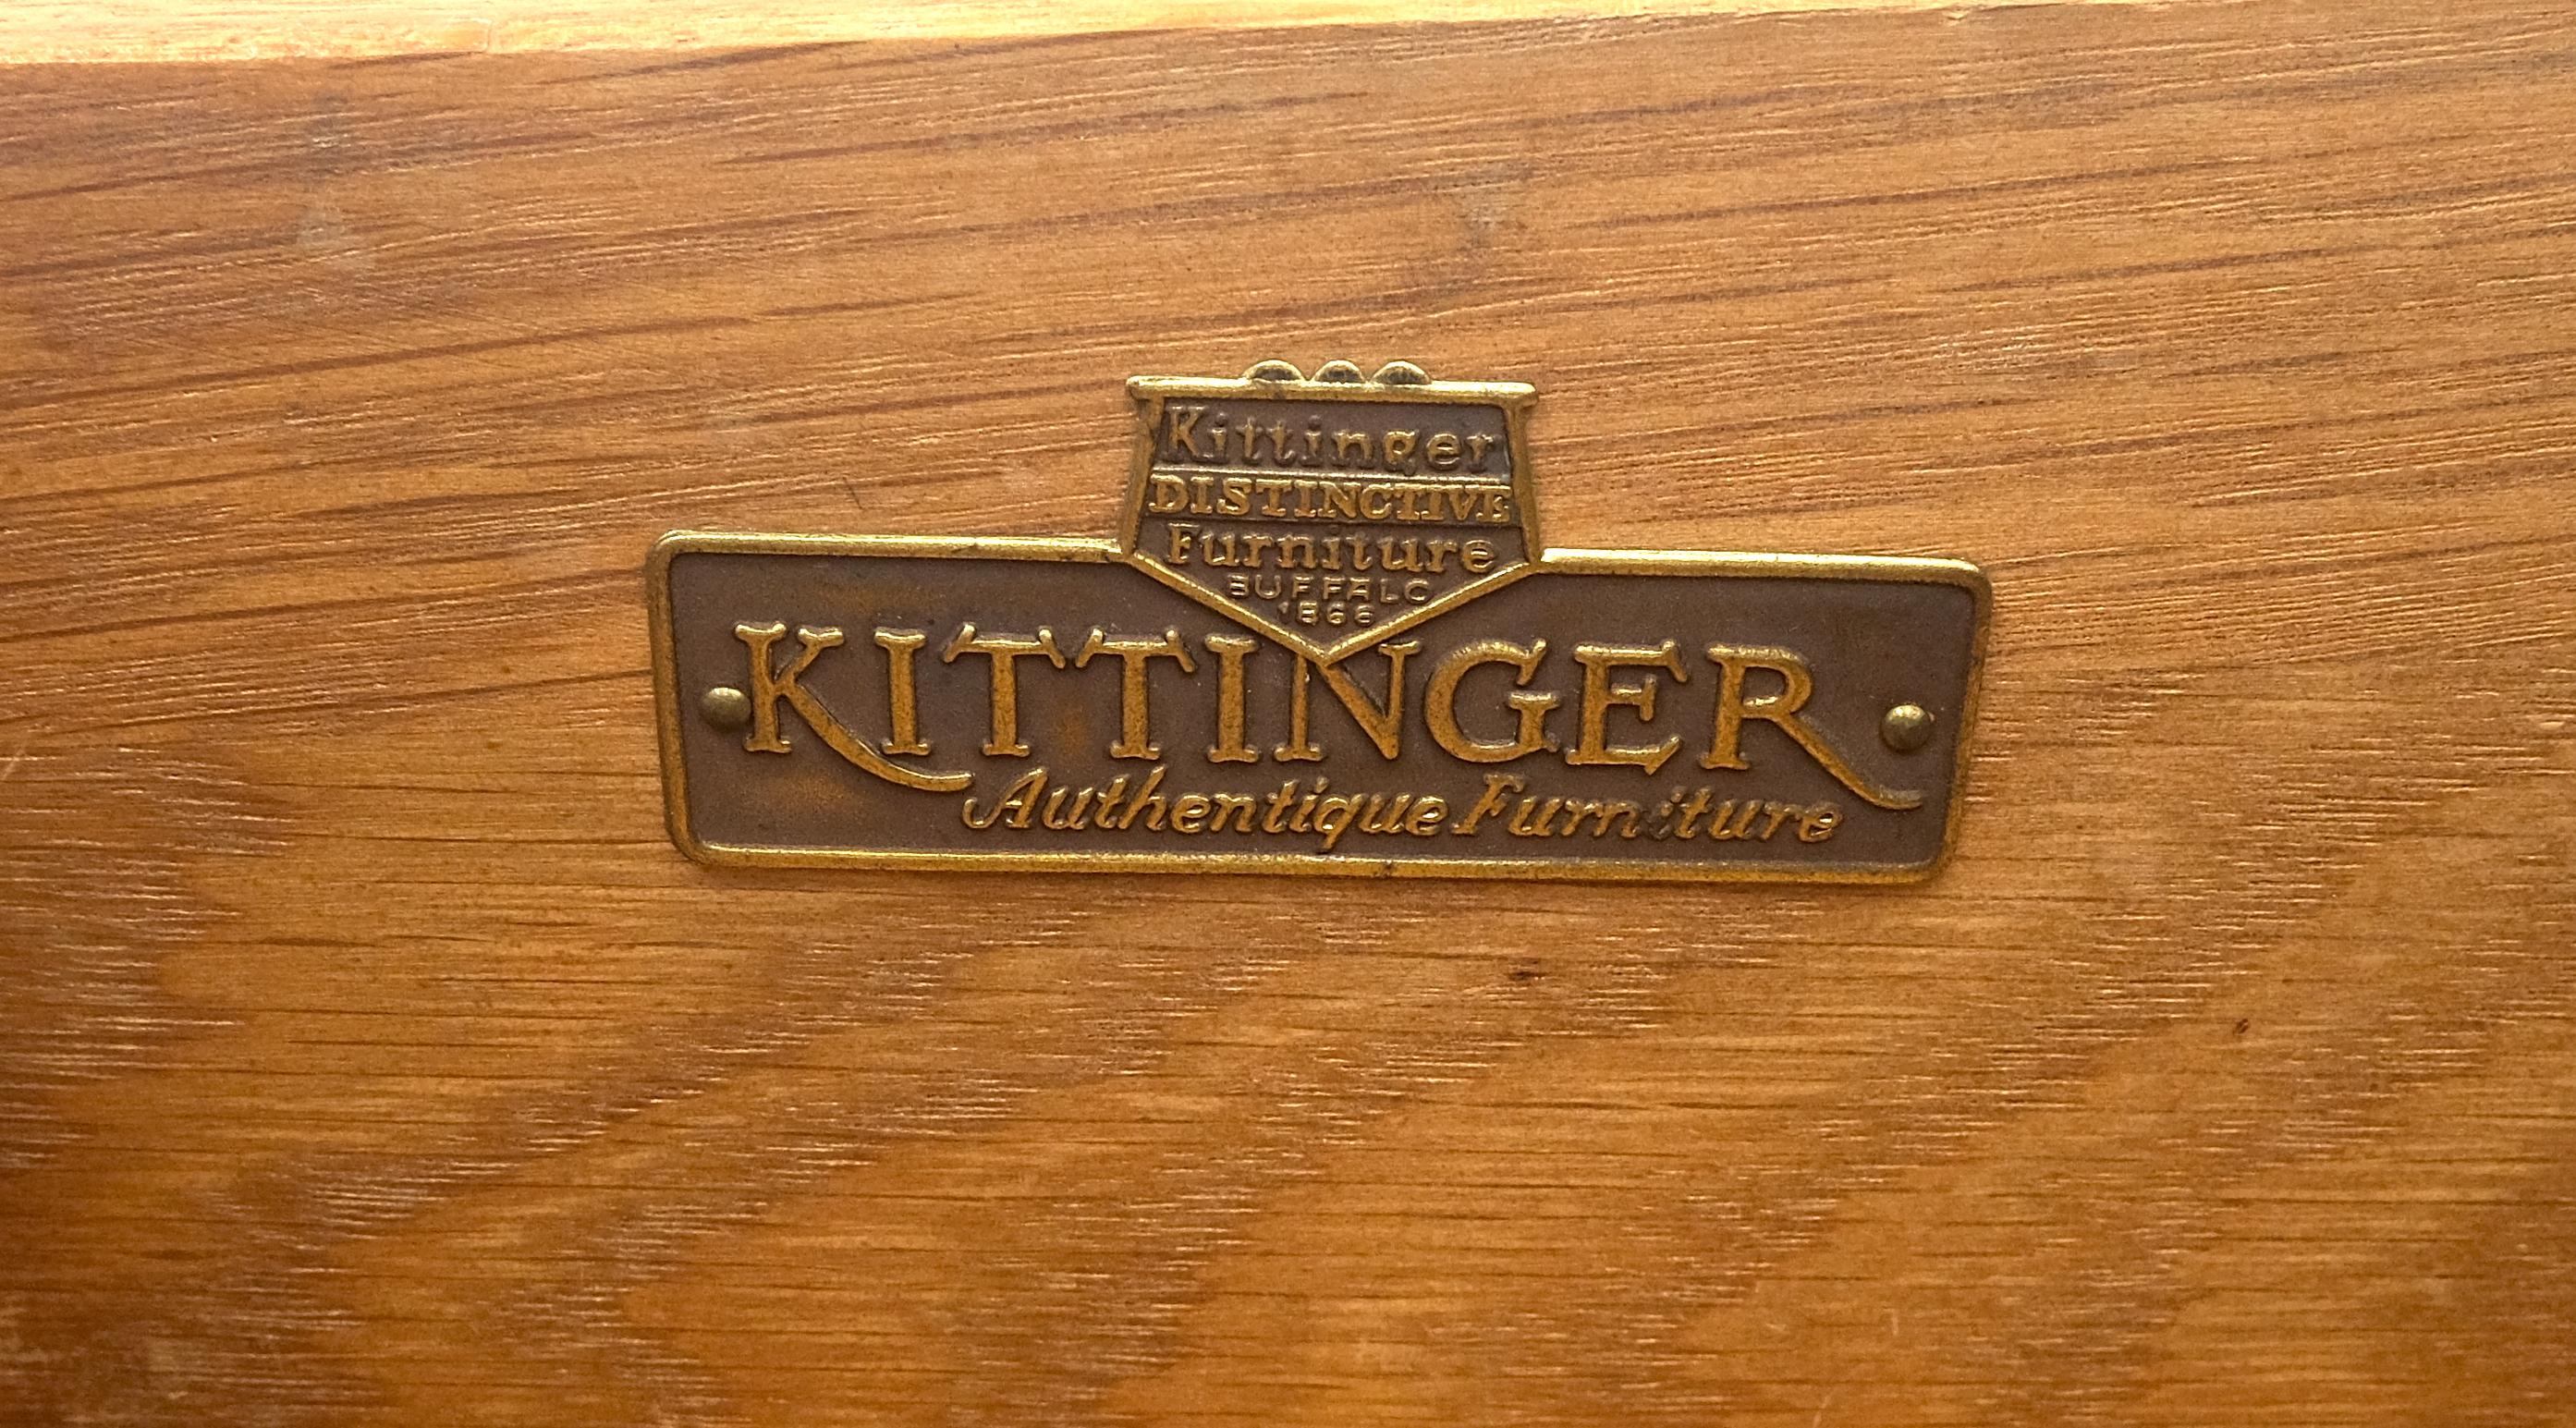 Kittinger
DISTINCTIVE
Furniture
BUFFALO
1866
KITTINGER
Authentique Furniture